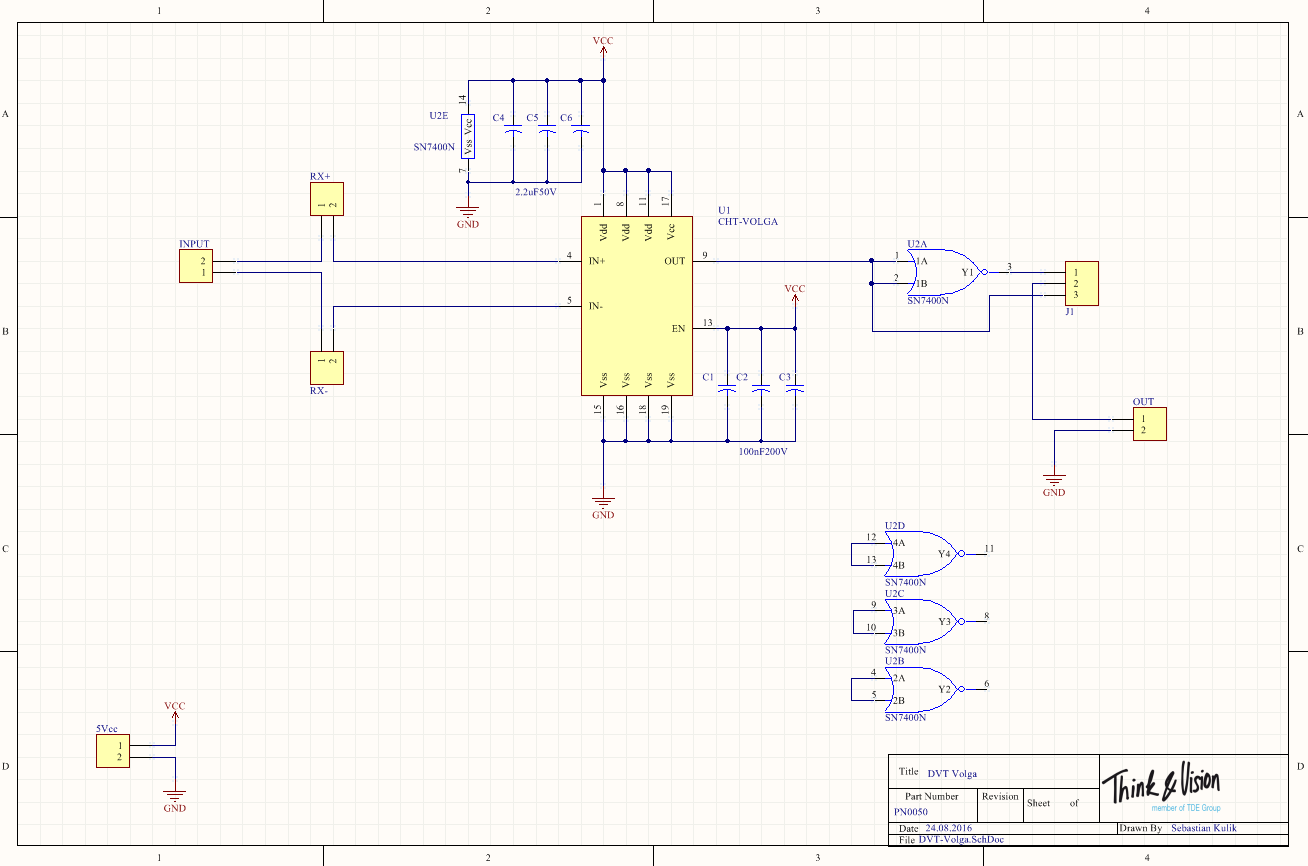 1 2 3 4
A A
B B
C C
D D
1 2 3 4
VCC
14
U2E
Vss Vcc
SN7400N
7
C4 C5 C6
2.2uF50V
GND
RX+
1 2
INPUT
2
1
1 2
RX-
1 8 11 17
Vdd Vdd Vdd Vcc
U1
CHT-VOLGA
4 IN+
5 IN-
OUT 9
EN 13
Vss Vss Vss Vss
15 16 18 19
GND
VCC
C1 C2 C3
100nF200V
U2A
1 1A
2 1B
Y1 3
SN7400N
1
2
3
J1
OUT
1
2
GND
U2D
12 4A
13 4B
Y4 11
SN7400N
U2C
9 3A
10 3B
Y3 8
SN7400N
U2B
4 2A
5 2B
Y2 6
SN7400N
VCC
5Vcc
1
2
GND
Title DVT Volga
Part Number Revision Sheet of
PN0050
Think & Vision
member of TDE Group
Date 24.08.2016 Drawn By Sebastian Kulik
File DVT-Volga.SchDoc